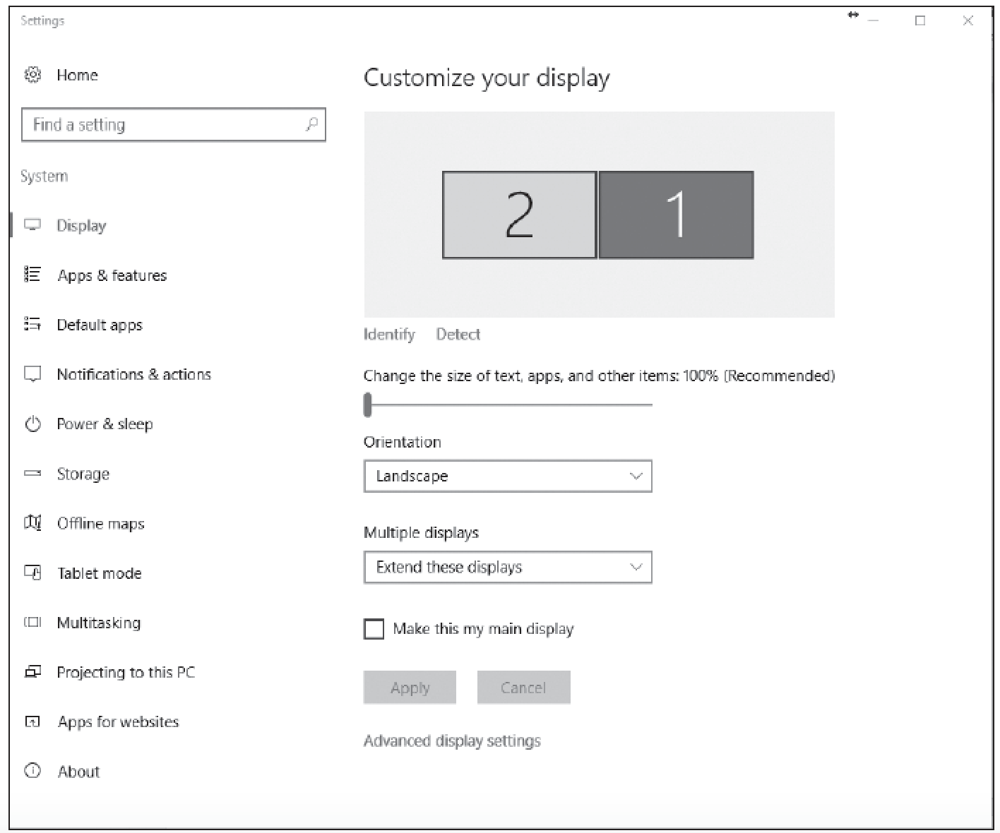 Settings
Home
Find a setting
System
Display
Apps & features
Default apps
Notifications & actions
Power & sleep
Storage
Offline maps
Tablet mode
Multitasking
Projecting to this PC
Apps for websites
About
Customize your display
2 1
Identify Detect
Change the size of text, apps, and other items: 100% (Recommended)
Orientation
Landscape
Multiple displays
Extend these displays
Make this my main display
Apply Cancel
Advanced display settings